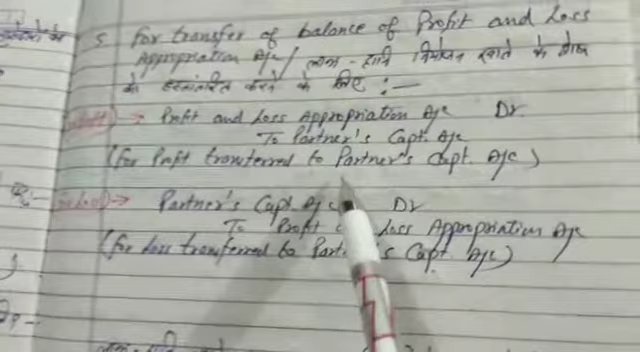 5 For transfer of balance of Profit and Loss
Appropriation A/c / लाभ-हानि नियोजन खाते के शेष
को हस्तांतरित करने के लिए :—
→ Profit and Loss Appropriation A/c Dr
To Partner's Capt. A/c
(For Profit transferred to Partner's Capt. A/c)
→ Partner's Capt. A/c Dr
To Profit Loss Appropriation A/c
(For Loss transferred to Capt. A/c)